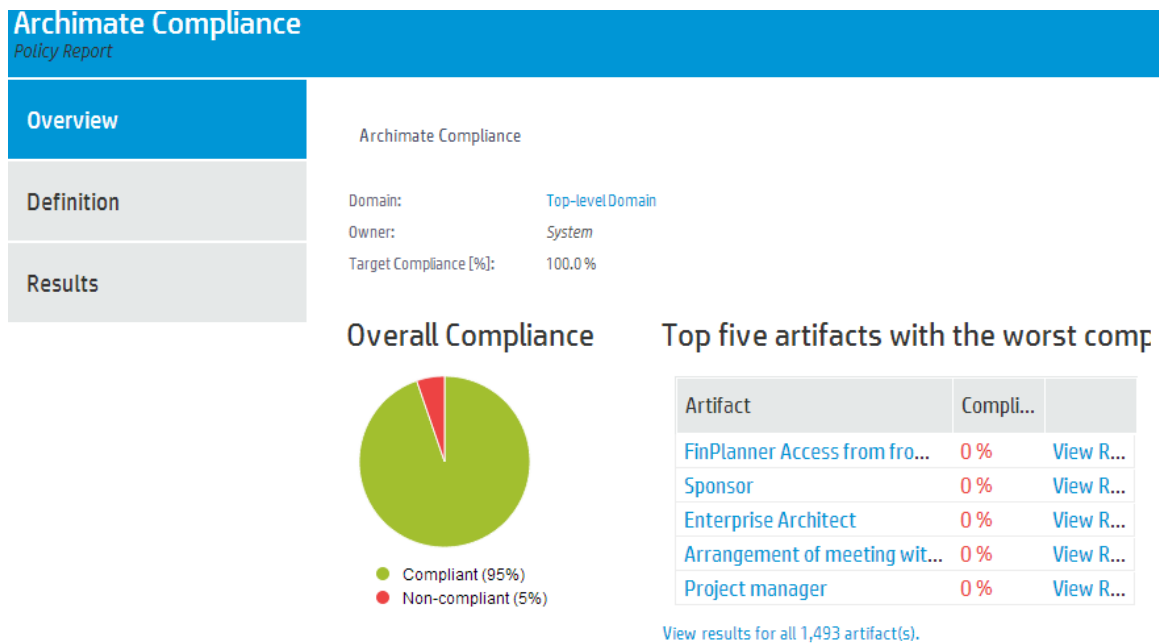 Archimate Compliance
Policy Report
Overview
Definition
Results
Archimate Compliance
Domain: Top-level Domain
Owner: System
Target Compliance [%]: 100.0 %
Overall Compliance
Compliant (95%)
Non-compliant (5%)
Top five artifacts with the worst comp
Artifact Compli...
FinPlanner Access from fro... 0 % View R...
Sponsor 0 % View R...
Enterprise Architect 0 % View R...
Arrangement of meeting wit... 0 % View R...
Project manager 0 % View R...
View results for all 1,493 artifact(s).